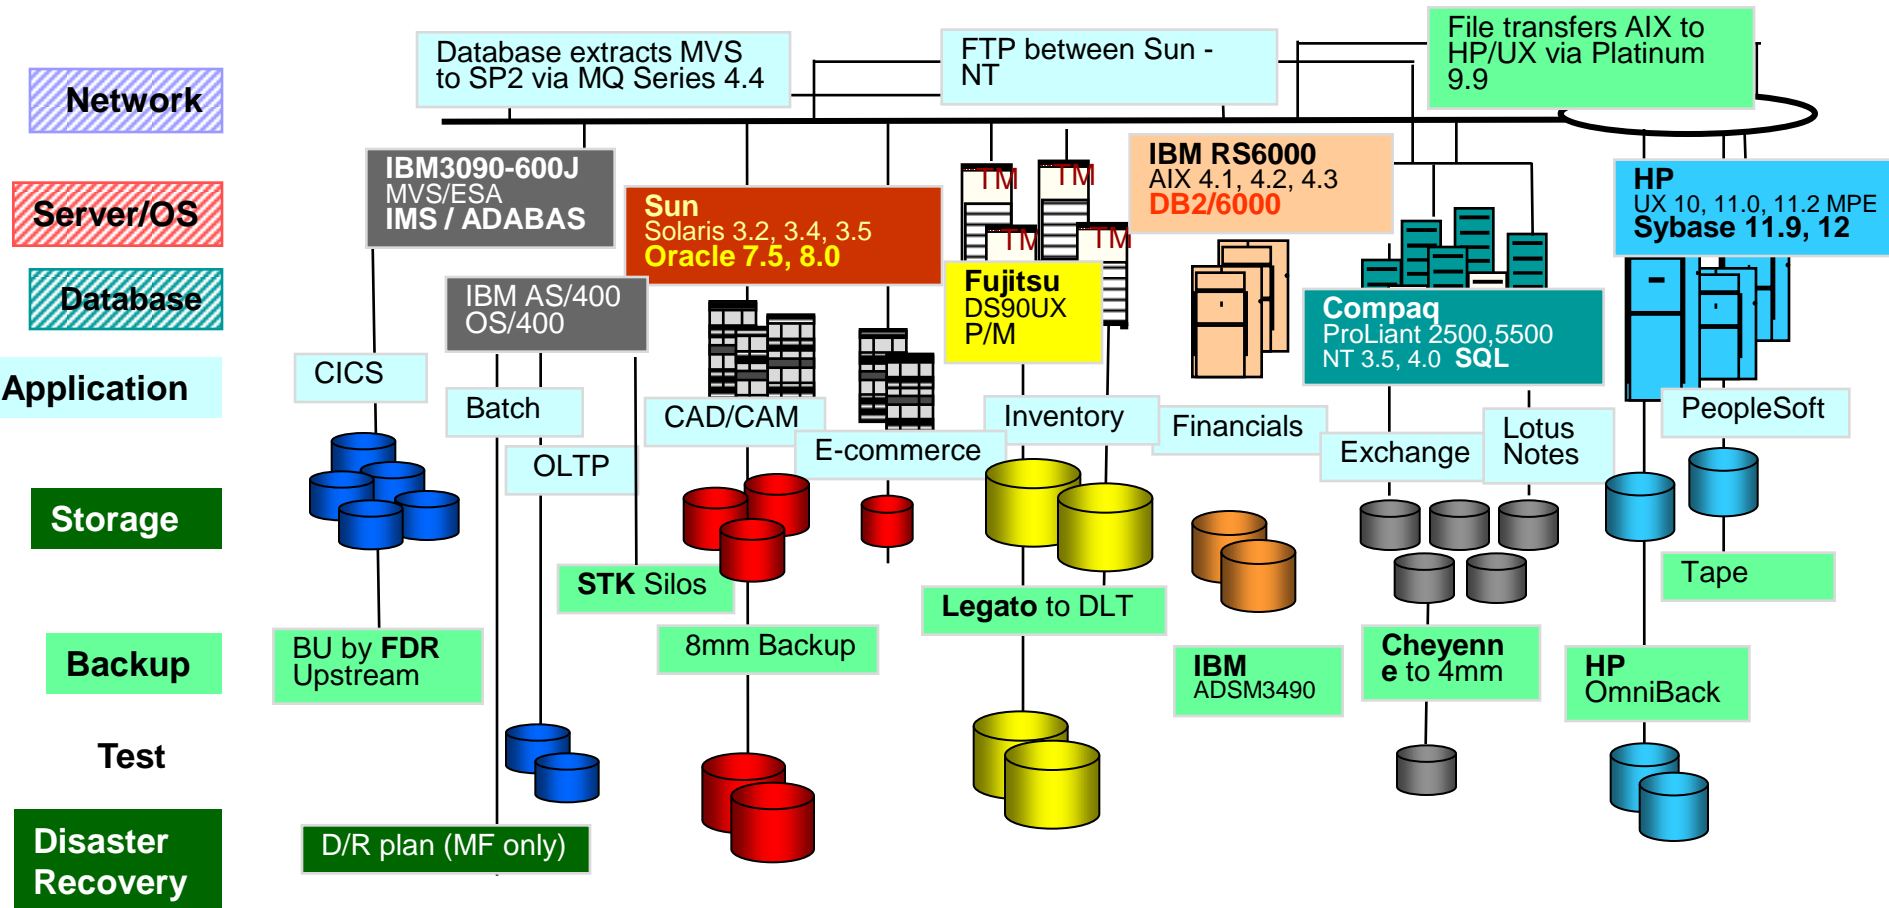 Database extracts MVS
to SP2 via MQ Series 4.4
FTP between Sun -
NT
File transfers AIX to
HP/UX via Platinum
9.9
Network
IBM3090-600J
MVS/ESA
IMS / ADABAS
Server/OS
Sun
Solaris 3.2, 3.4, 3.5
Oracle 7.5, 8.0
TM
TM
TM
TM
IBM RS6000
AIX 4.1, 4.2, 4.3
DB2/6000
HP
UX 10, 11.0, 11.2 MPE
Sybase 11.9, 12
Database
IBM AS/400
OS/400
Fujitsu
DS90UX
P/M
Compaq
ProLiant 2500,5500
NT 3.5, 4.0 SQL
Application
CICS
Batch
OLTP
CAD/CAM
E-commerce
Inventory
Financials
Exchange
Lotus
Notes
PeopleSoft
Storage
STK Silos
Legato to DLT
Tape
Backup
BU by FDR
Upstream
8mm Backup
IBM
ADSM3490
Cheyenn
e to 4mm
HP
OmniBack
Test
Disaster
Recovery
D/R plan (MF only)